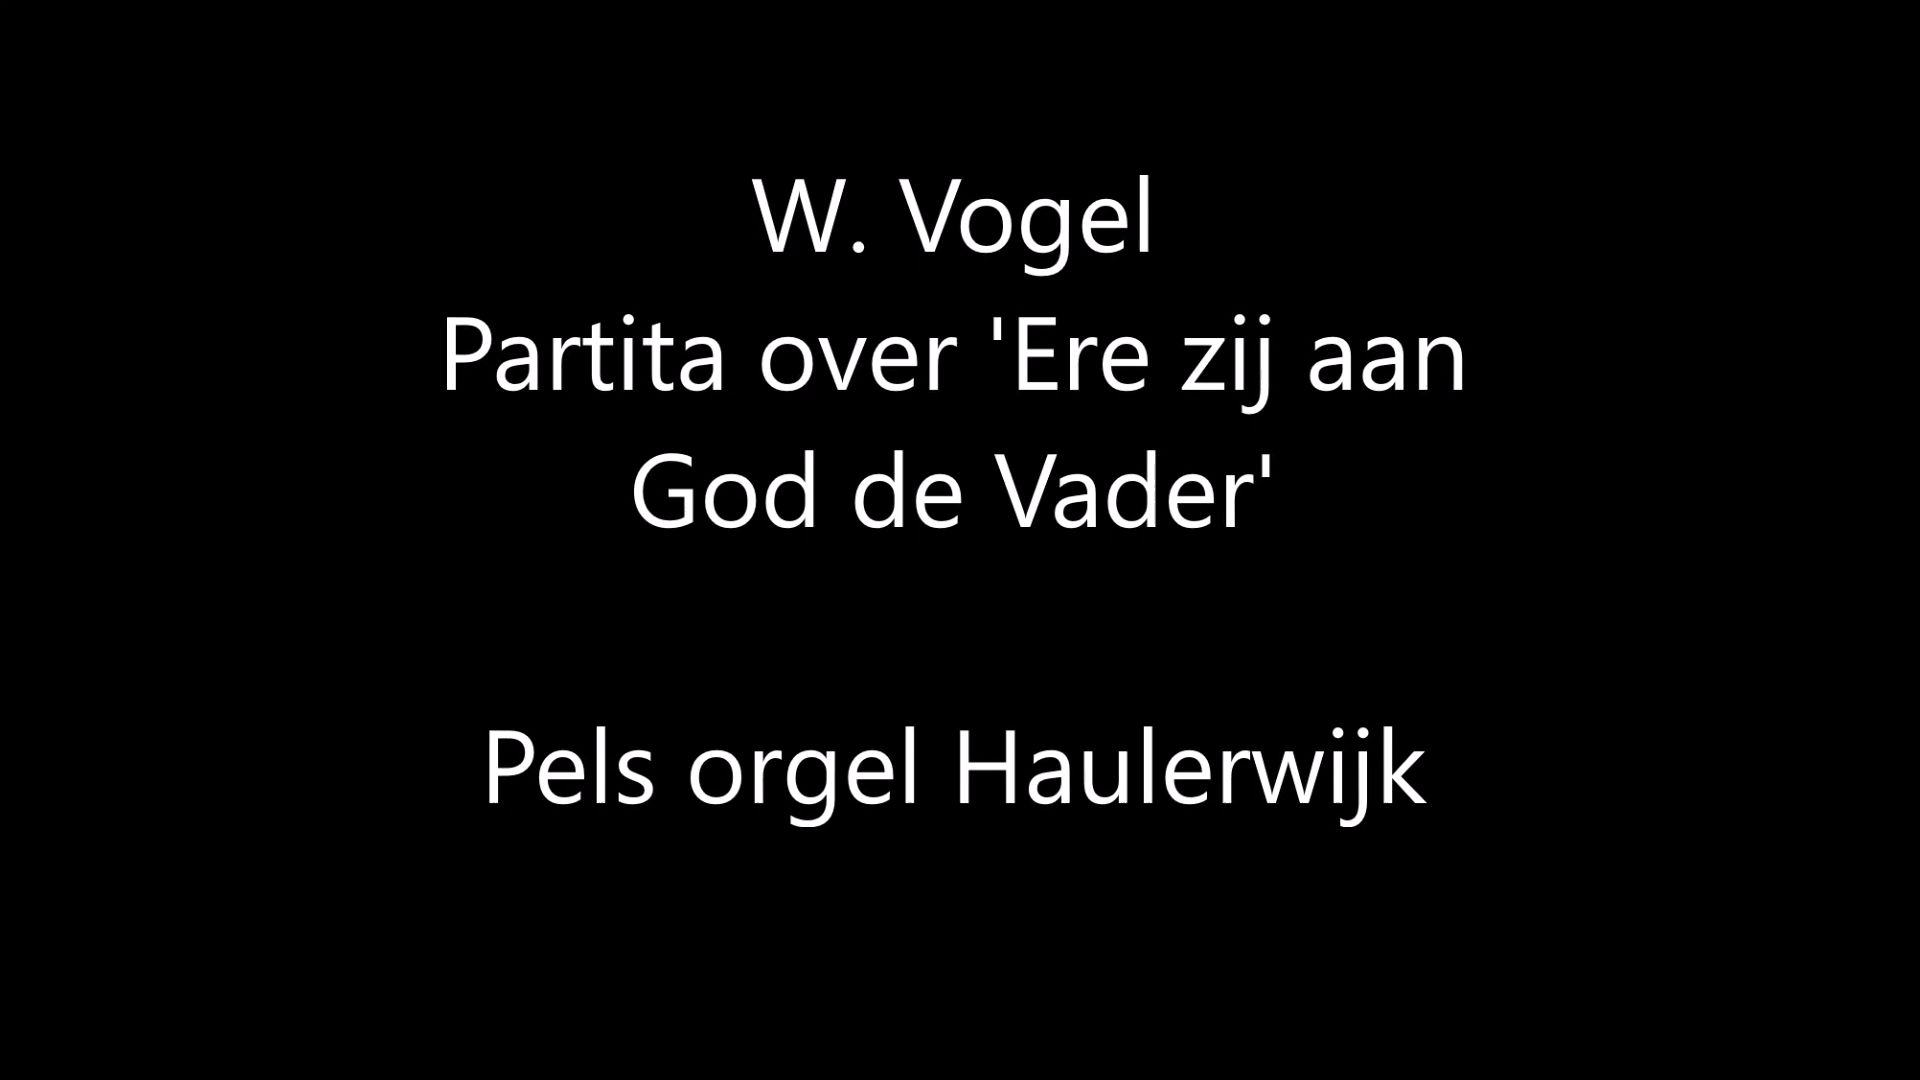 W. Vogel
Partita over 'Ere zij aan
God de Vader'
Pels orgel Haulerwijk